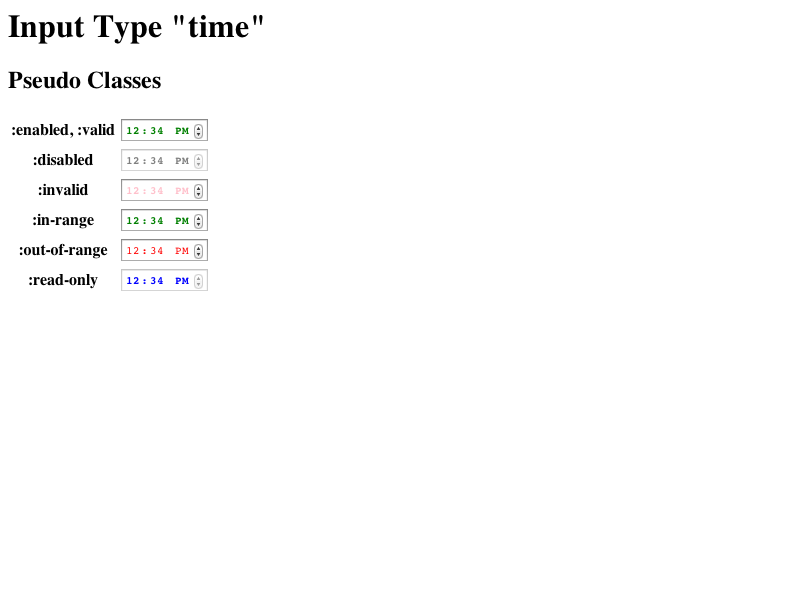 Input Type "time"
Pseudo Classes
:enabled, :valid 12:34 PM
:disabled 12:34 PM
:invalid 12:34 PM
:in-range 12:34 PM
:out-of-range 12:34 PM
:read-only 12:34 PM